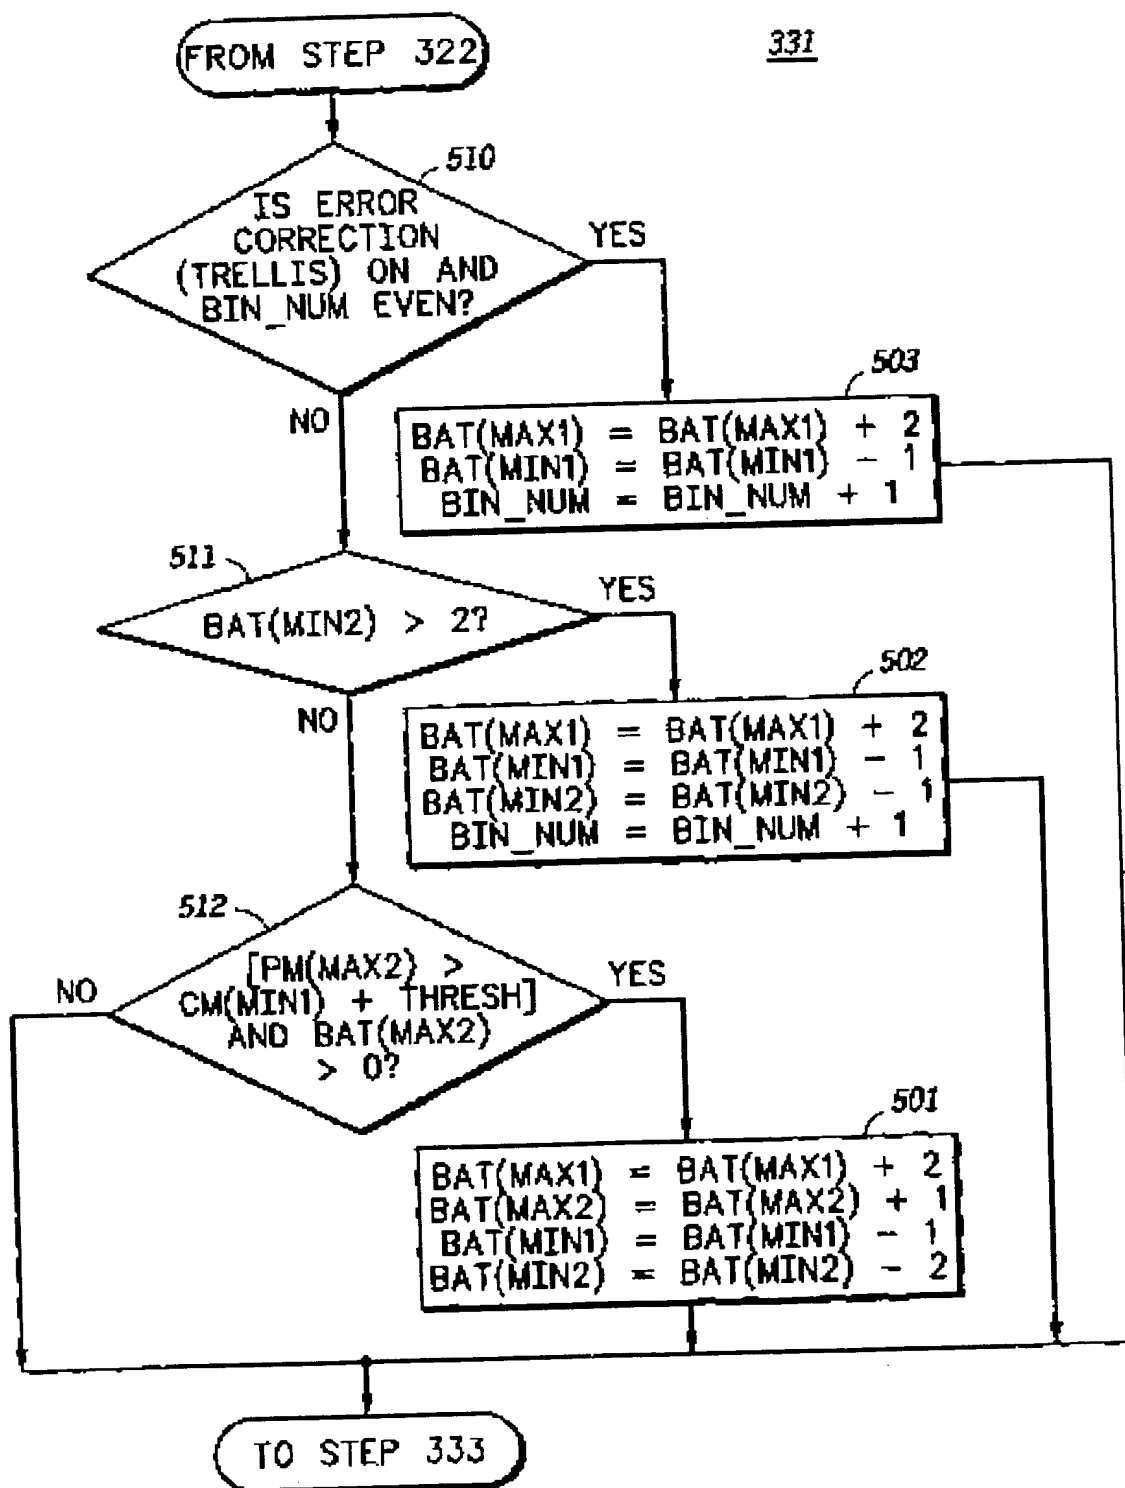 FROM STEP 322
331
510
IS ERROR
CORRECTION
(TRELLIS) ON AND
BIN_NUM EVEN?
YES
NO
503
BAT(MAX1) = BAT(MAX1) + 2
BAT(MIN1) = BAT(MIN1) - 1
BIN_NUM = BIN_NUM + 1
511
BAT(MIN2) > 2?
YES
NO
502
BAT(MAX1) = BAT(MAX1) + 2
BAT(MIN1) = BAT(MIN1) - 1
BAT(MIN2) = BAT(MIN2) - 1
BIN_NUM = BIN_NUM + 1
512
[PM(MAX2) >
CM(MIN1) + THRESH]
AND BAT(MAX2)
> 0?
NO
YES
501
BAT(MAX1) = BAT(MAX1) + 2
BAT(MAX2) = BAT(MAX2) + 1
BAT(MIN1) = BAT(MIN1) - 1
BAT(MIN2) = BAT(MIN2) - 2
TO STEP 333